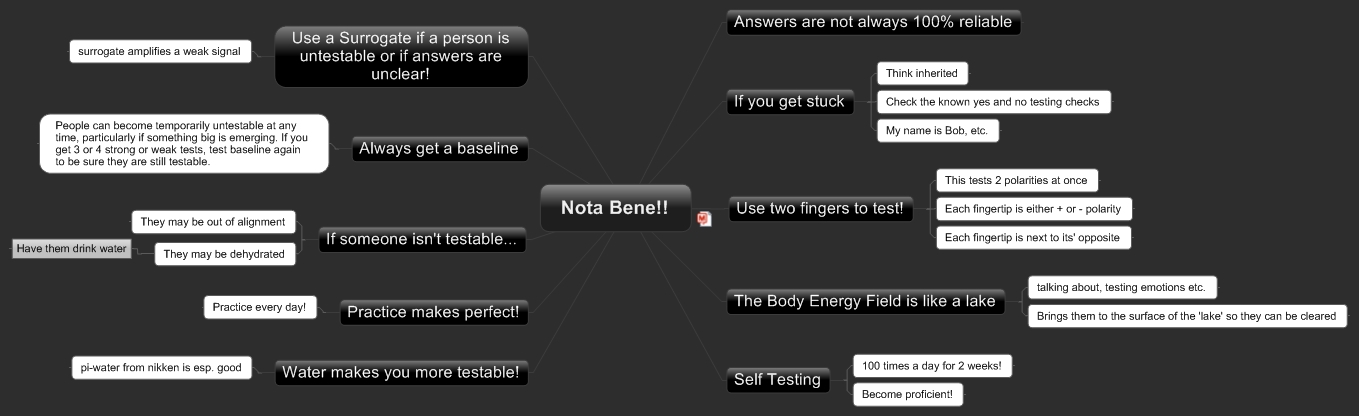 Nota Bene!!
Answers are not always 100% reliable
If you get stuck
Think inherited
Check the known yes and no testing checks
My name is Bob, etc.
Use two fingers to test!
This tests 2 polarities at once
Each fingertip is either + or - polarity
Each fingertip is next to its' opposite
The Body Energy Field is like a lake
talking about, testing emotions etc.
Brings them to the surface of the 'lake' so they can be cleared
Self Testing
100 times a day for 2 weeks!
Become proficient!
Use a Surrogate if a person is
untestable or if answers are
unclear!
surrogate amplifies a weak signal
Always get a baseline
People can become temporarily untestable at any
time, particularly if something big is emerging. If you
get 3 or 4 strong or weak tests, test baseline again
to be sure they are still testable.
If someone isn't testable...
They may be out of alignment
They may be dehydrated
Have them drink water
Practice makes perfect!
Practice every day!
Water makes you more testable!
pi-water from nikken is esp. good